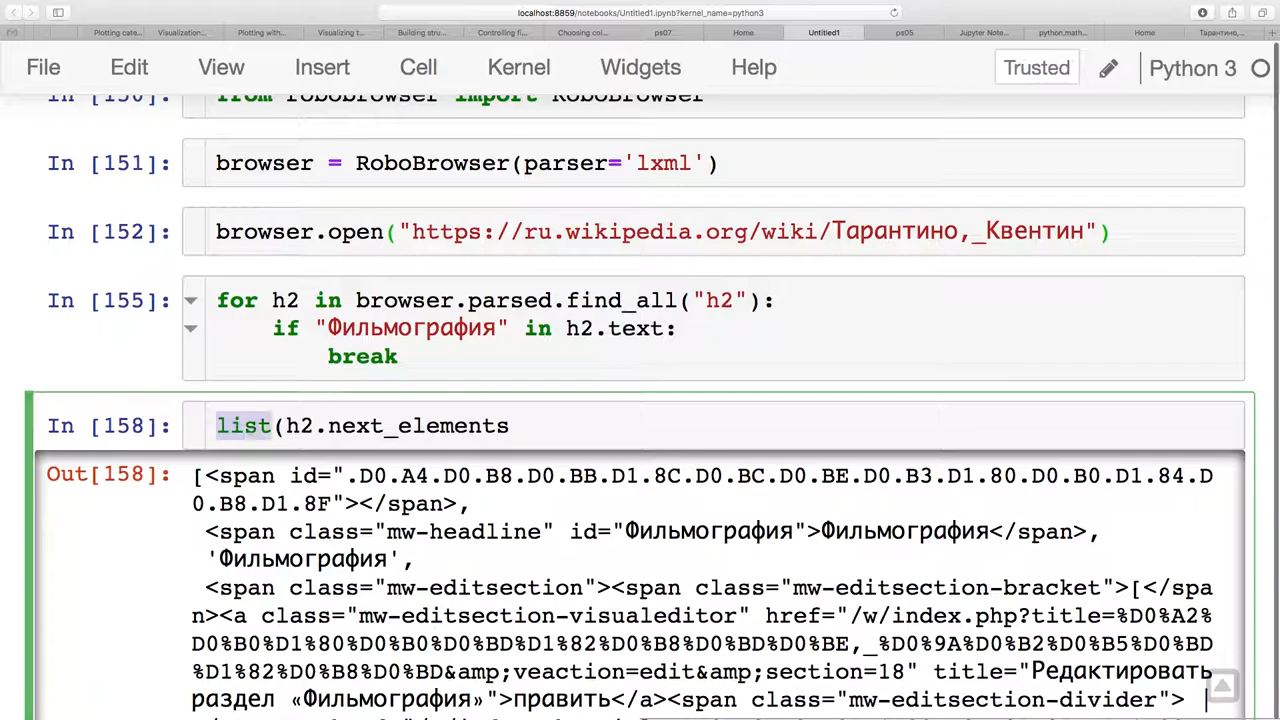 localhost:8859/notebooks/Untitled1.ipynb?kernel_name=python3
Plotting cate... Visualization... Plotting with... Visualizing t... Building stru... Controlling fi... Choosing col... ps07 Home Untitled1 ps05 Jupyter Note... python.math... Home Тарантино,...
File Edit View Insert Cell Kernel Widgets Help Trusted Python 3
In [150]: from robobrowser import RoboBrowser
In [151]: browser = RoboBrowser(parser='lxml')
In [152]: browser.open("https://ru.wikipedia.org/wiki/Тарантино,_Квентин")
In [155]: for h2 in browser.parsed.find_all("h2"):
if "Фильмография" in h2.text:
break
In [158]: list(h2.next_elements
Out[158]: [<span id=".D0.A4.D0.B8.D0.BB.D1.8C.D0.BC.D0.BE.D0.B3.D1.80.D0.B0.D1.84.D
0.B8.D1.8F"></span>,
<span class="mw-headline" id="Фильмография">Фильмография</span>,
'Фильмография',
<span class="mw-editsection"><span class="mw-editsection-bracket">[</spa
n><a class="mw-editsection-visualeditor" href="/w/index.php?title=%D0%A2%
D0%B0%D1%80%D0%B0%D0%BD%D1%82%D0%B8%D0%BD%D0%BE,_%D0%9A%D0%B2%D0%B5%D0%BD
%D1%82%D0%B8%D0%BD&amp;veaction=edit&amp;section=18" title="Редактировать
раздел «Фильмография»">править</a><span class="mw-editsection-divider"> |